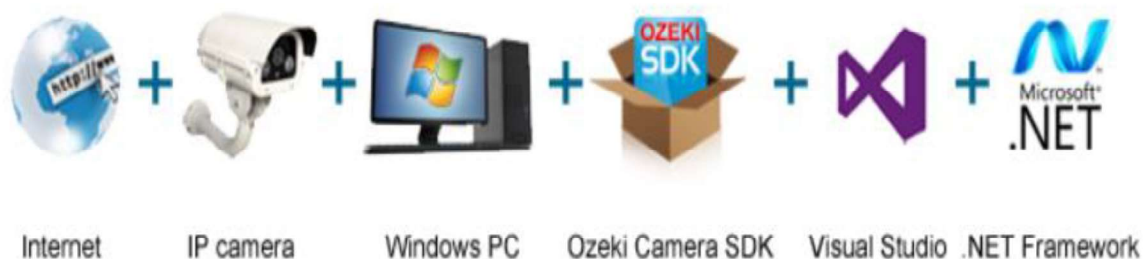 http://www
+ + + + +
OZEKI
SDK
Microsoft®
.NET
Internet IP camera Windows PC Ozeki Camera SDK Visual Studio .NET Framework